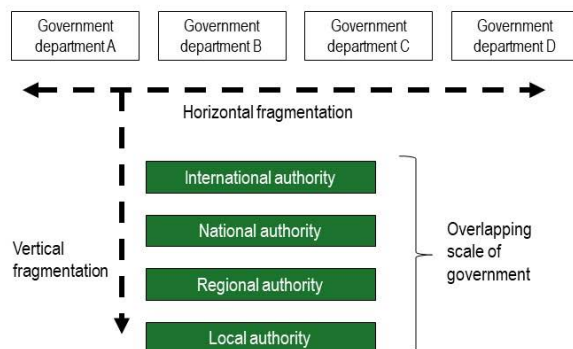 Government
department A
Government
department B
Government
department C
Government
department D
Horizontal fragmentation
International authority
National authority
Regional authority
Local authority
Vertical
fragmentation
Overlapping
scale of
government